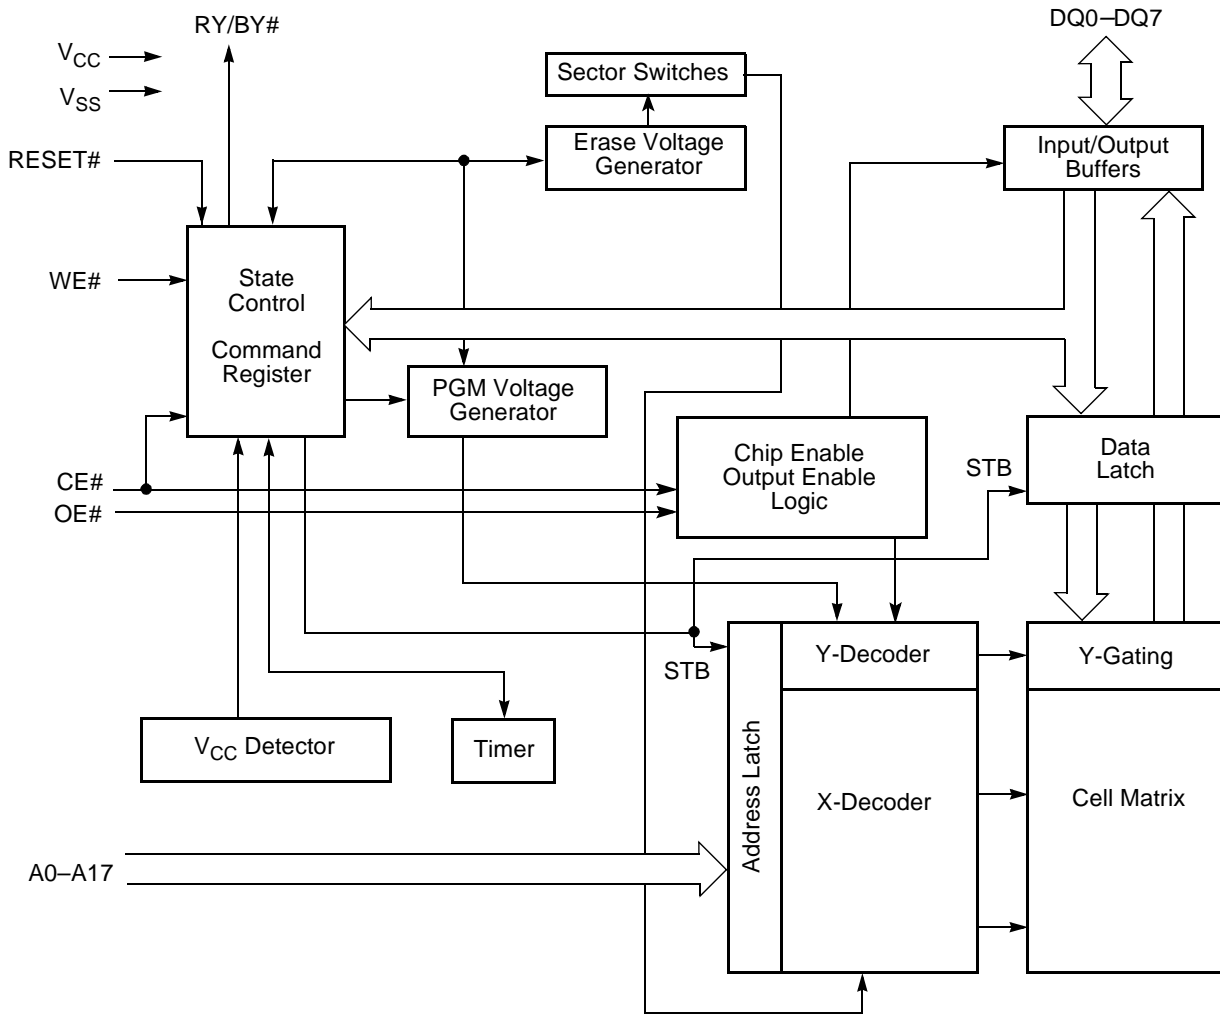 RY/BY#
DQ0–DQ7
VCC
VSS
Sector Switches
Erase Voltage
Generator
Input/Output
Buffers
RESET#
WE#
State
Control
Command
Register
PGM Voltage
Generator
Chip Enable
Output Enable
Logic
STB
Data
Latch
CE#
OE#
STB
Y-Decoder
Y-Gating
VCC Detector
Timer
Address Latch
X-Decoder
Cell Matrix
A0–A17